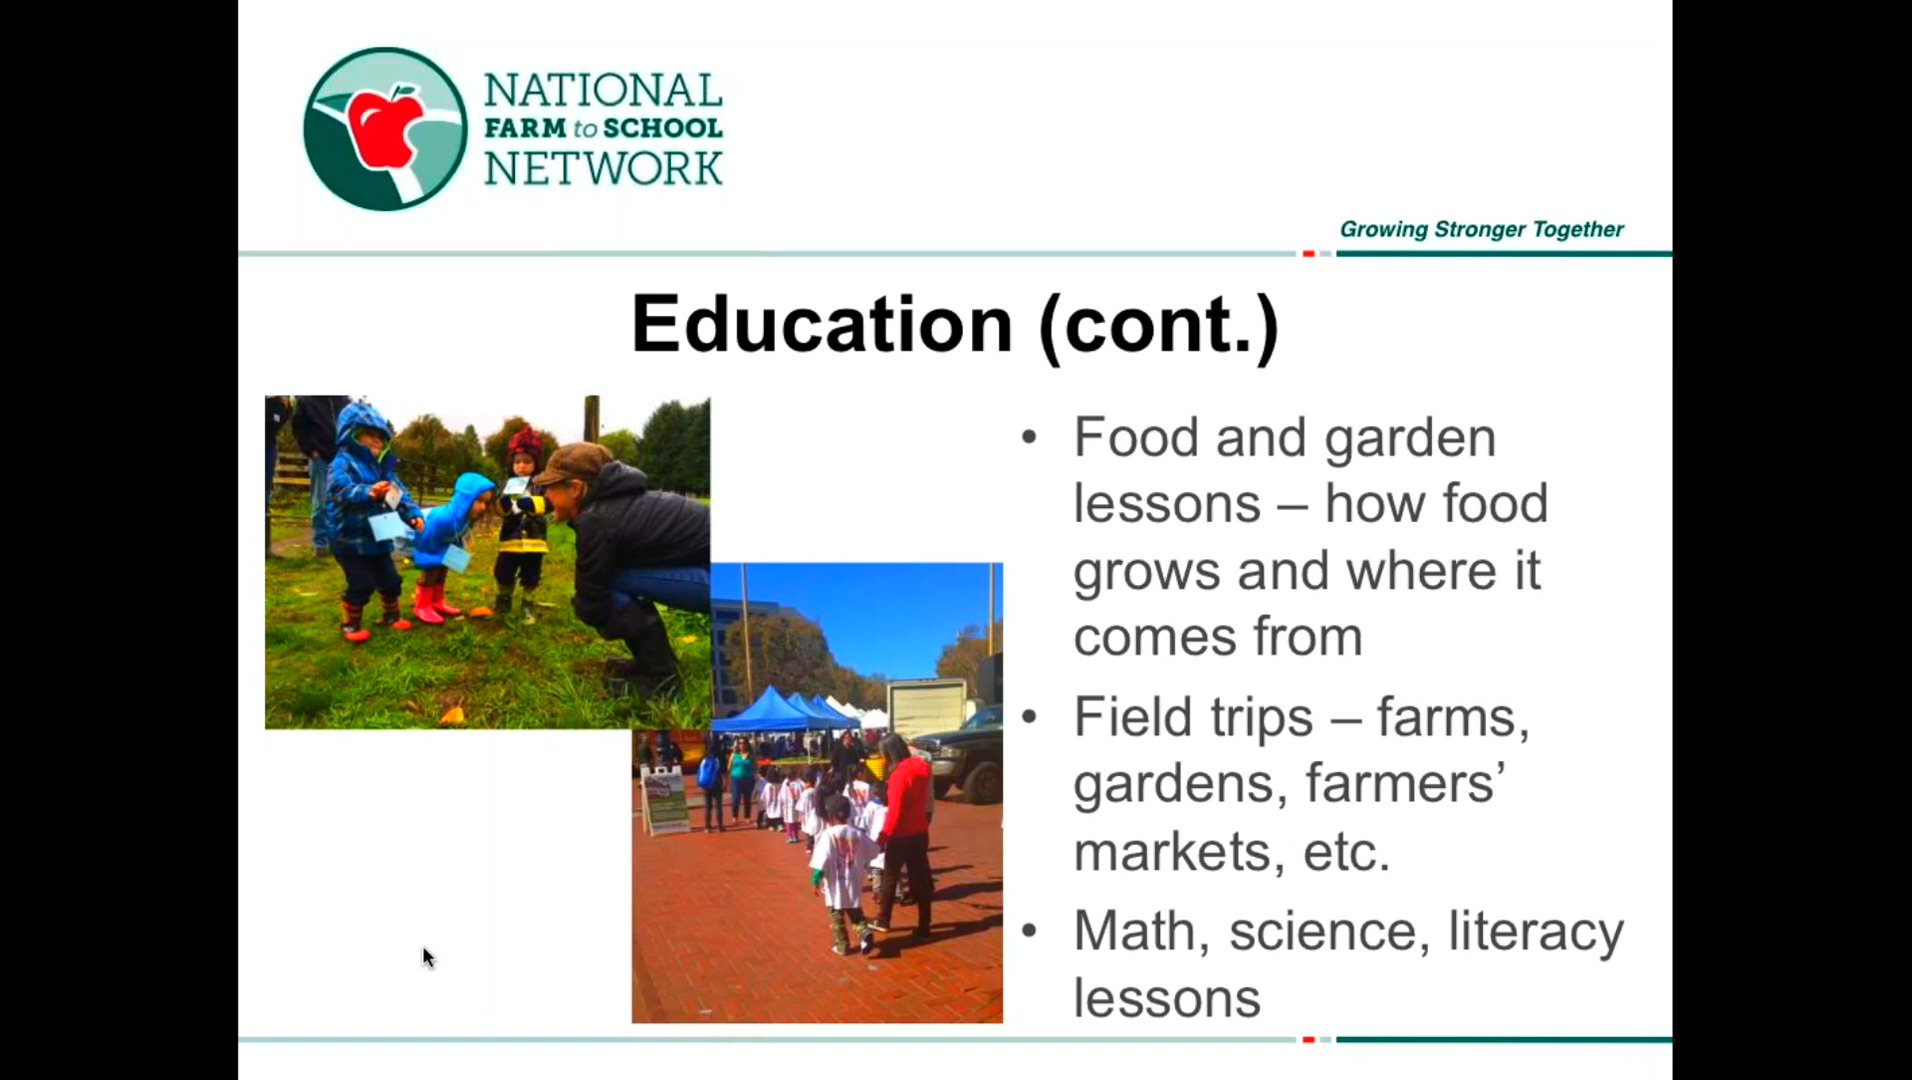 NATIONAL
FARM to SCHOOL
NETWORK
Growing Stronger Together
Education (cont.)
• Food and garden
lessons – how food
grows and where it
comes from
• Field trips – farms,
gardens, farmers’
markets, etc.
• Math, science, literacy
lessons